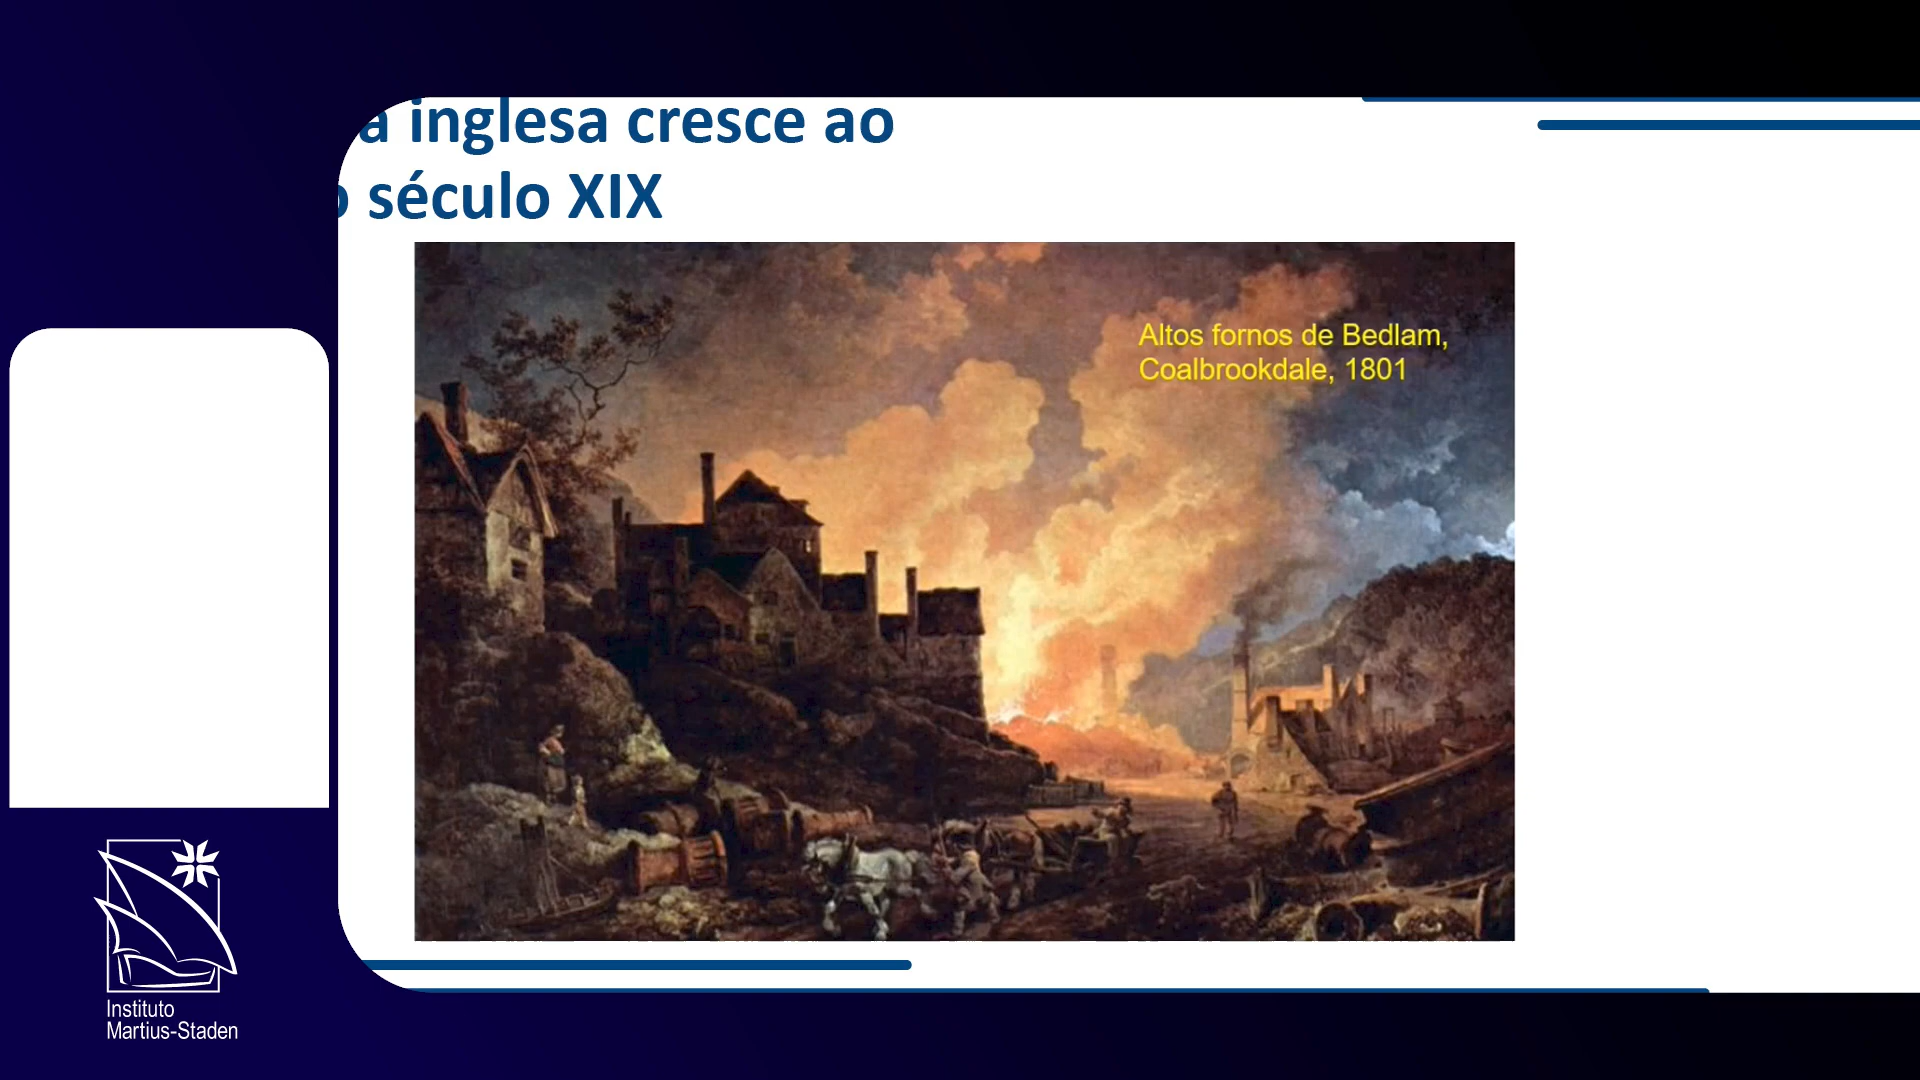 a inglesa cresce ao
século XIX
Altos fornos de Bedlam,
Coalbrookdale, 1801
Instituto
Martius-Staden